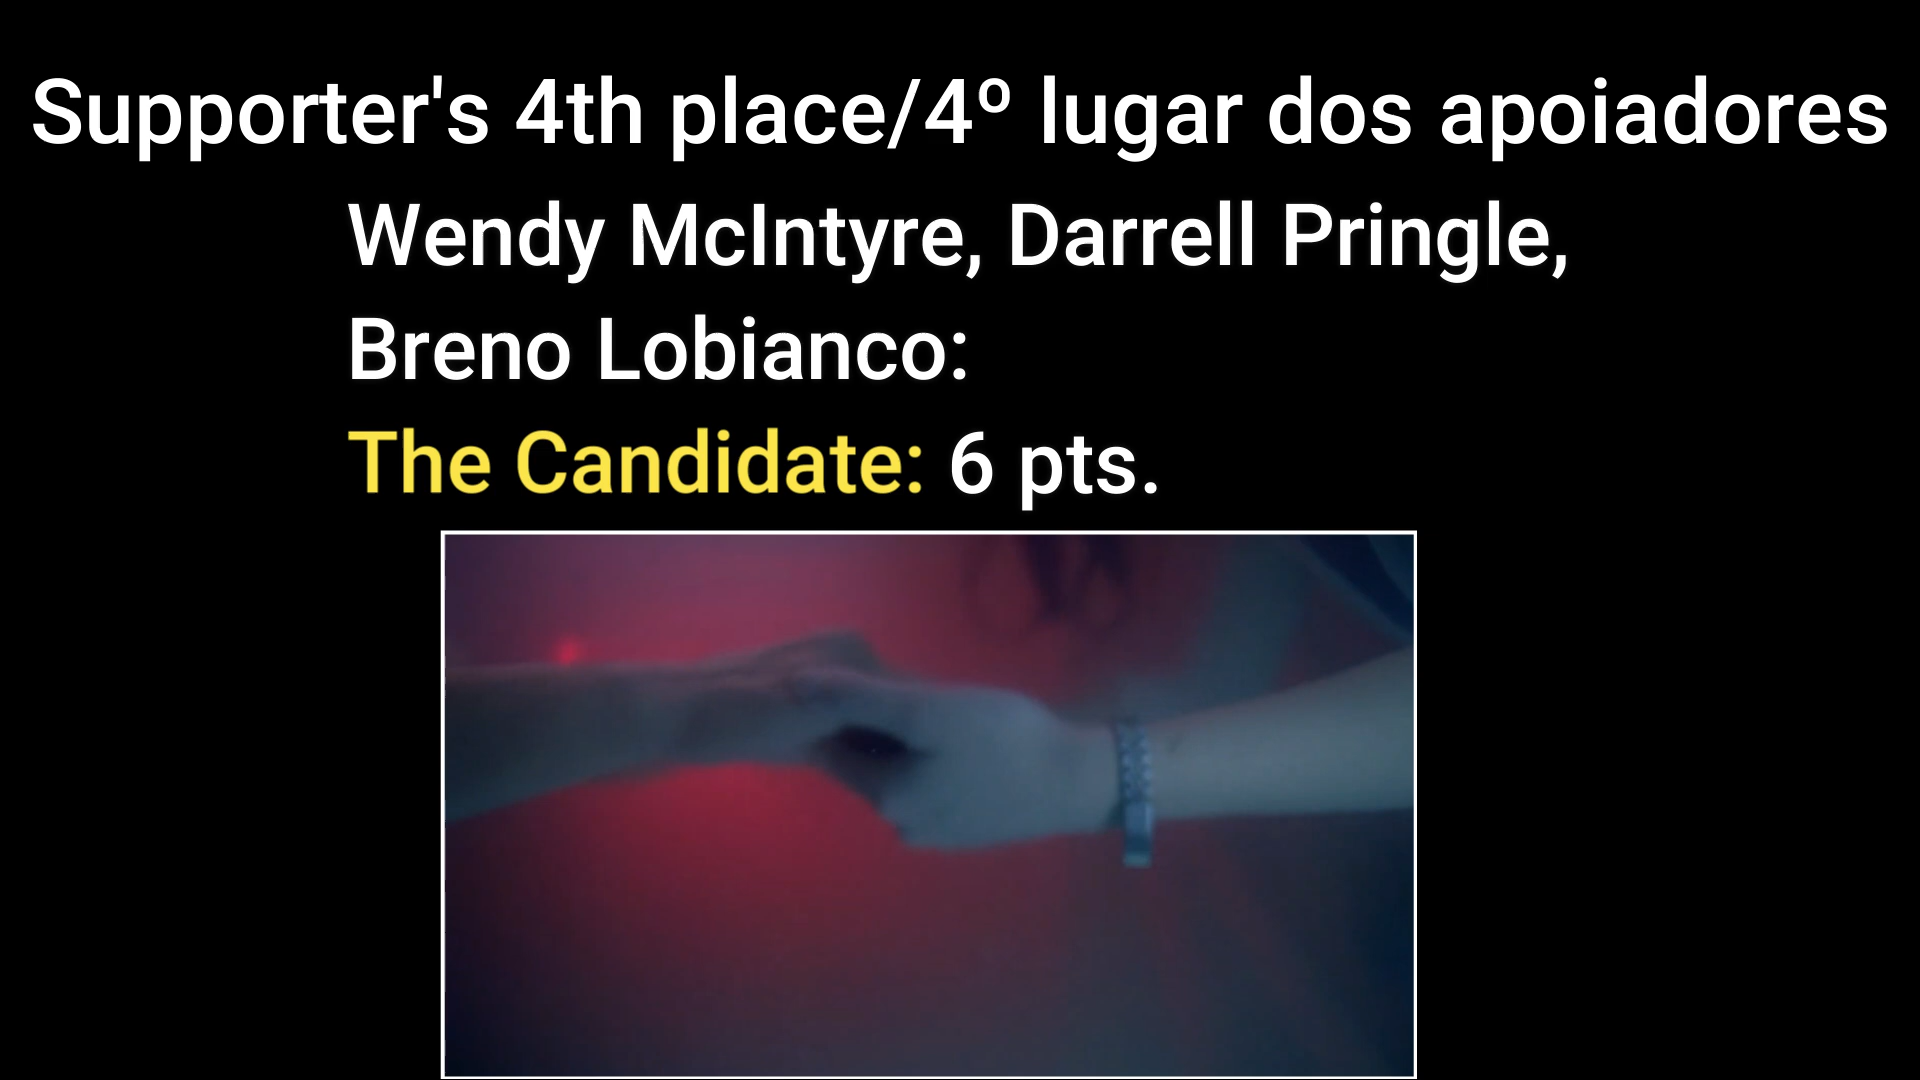 Supporter's 4th place/4º lugar dos apoiadores
Wendy McIntyre, Darrell Pringle,
Breno Lobianco:
The Candidate: 6 pts.